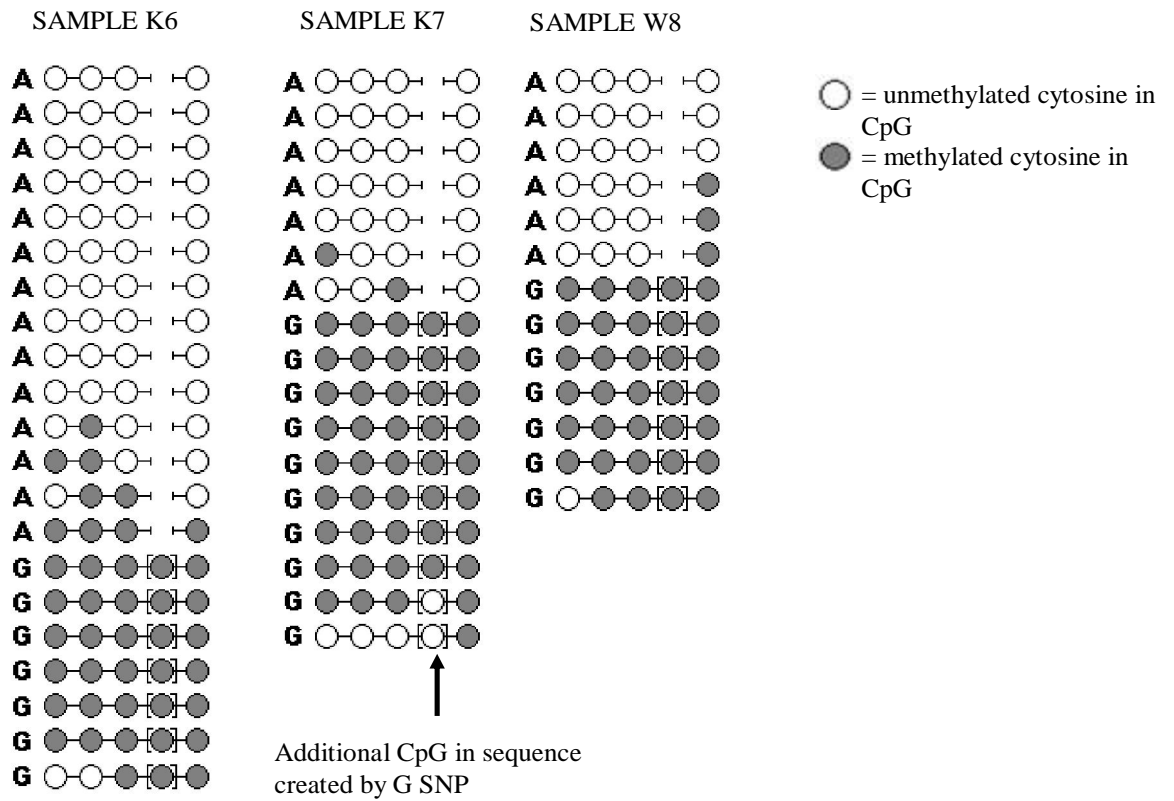 SAMPLE K6
A
A
A
A
A
A
A
A
A
A
A
A
A
A
G
G
G
G
G
G
G
SAMPLE K7
A
A
A
A
A
A
A
G
G
G
G
G
G
G
G
G
G
Additional CpG in sequence
created by G SNP
SAMPLE W8
A
A
A
A
A
A
G
G
G
G
G
G
G
= unmethylated cytosine in
CpG
= methylated cytosine in
CpG